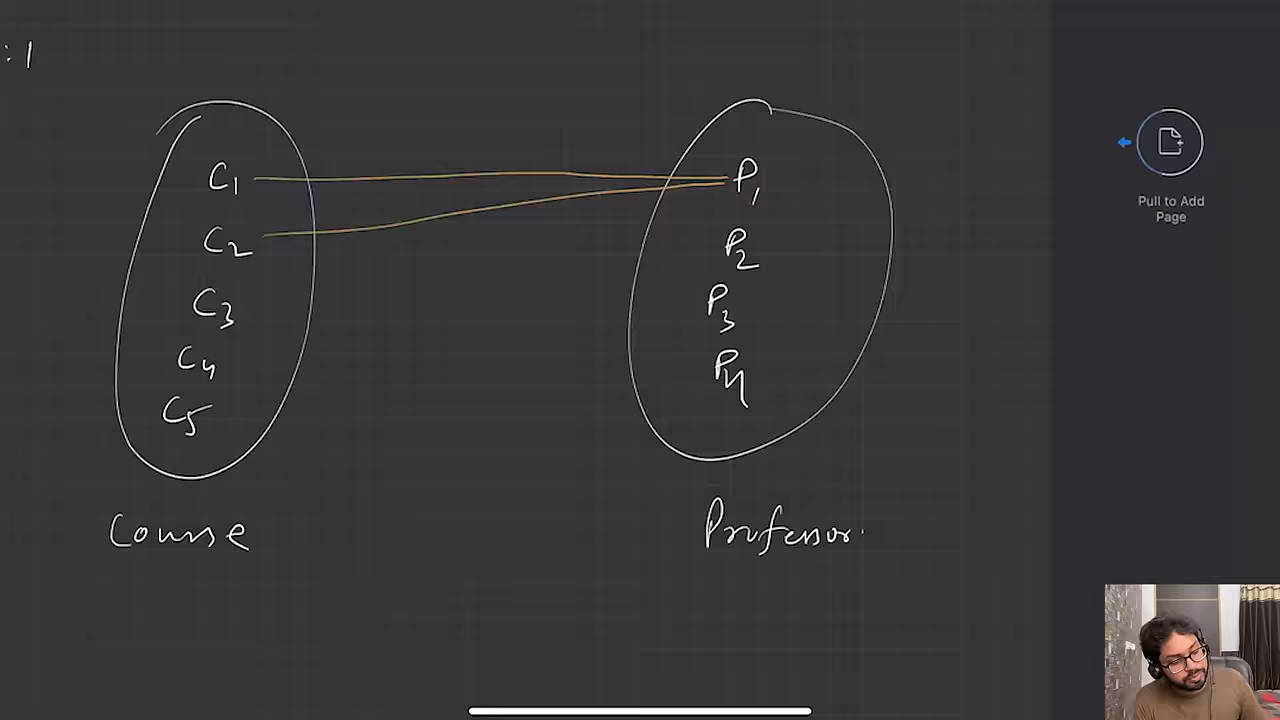 : 1
C1
C2
C3
C4
C5
Course
P1
P2
P3
P4
Professor
Pull to Add
Page